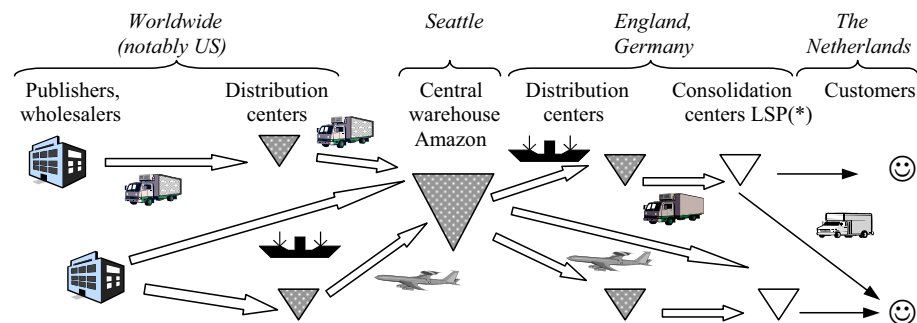 Worldwide
(notably US)
Seattle
England,
Germany
The
Netherlands
Publishers,
wholesalers
Distribution
centers
Central
warehouse
Amazon
Distribution
centers
Consolidation
centers LSP(*)
Customers